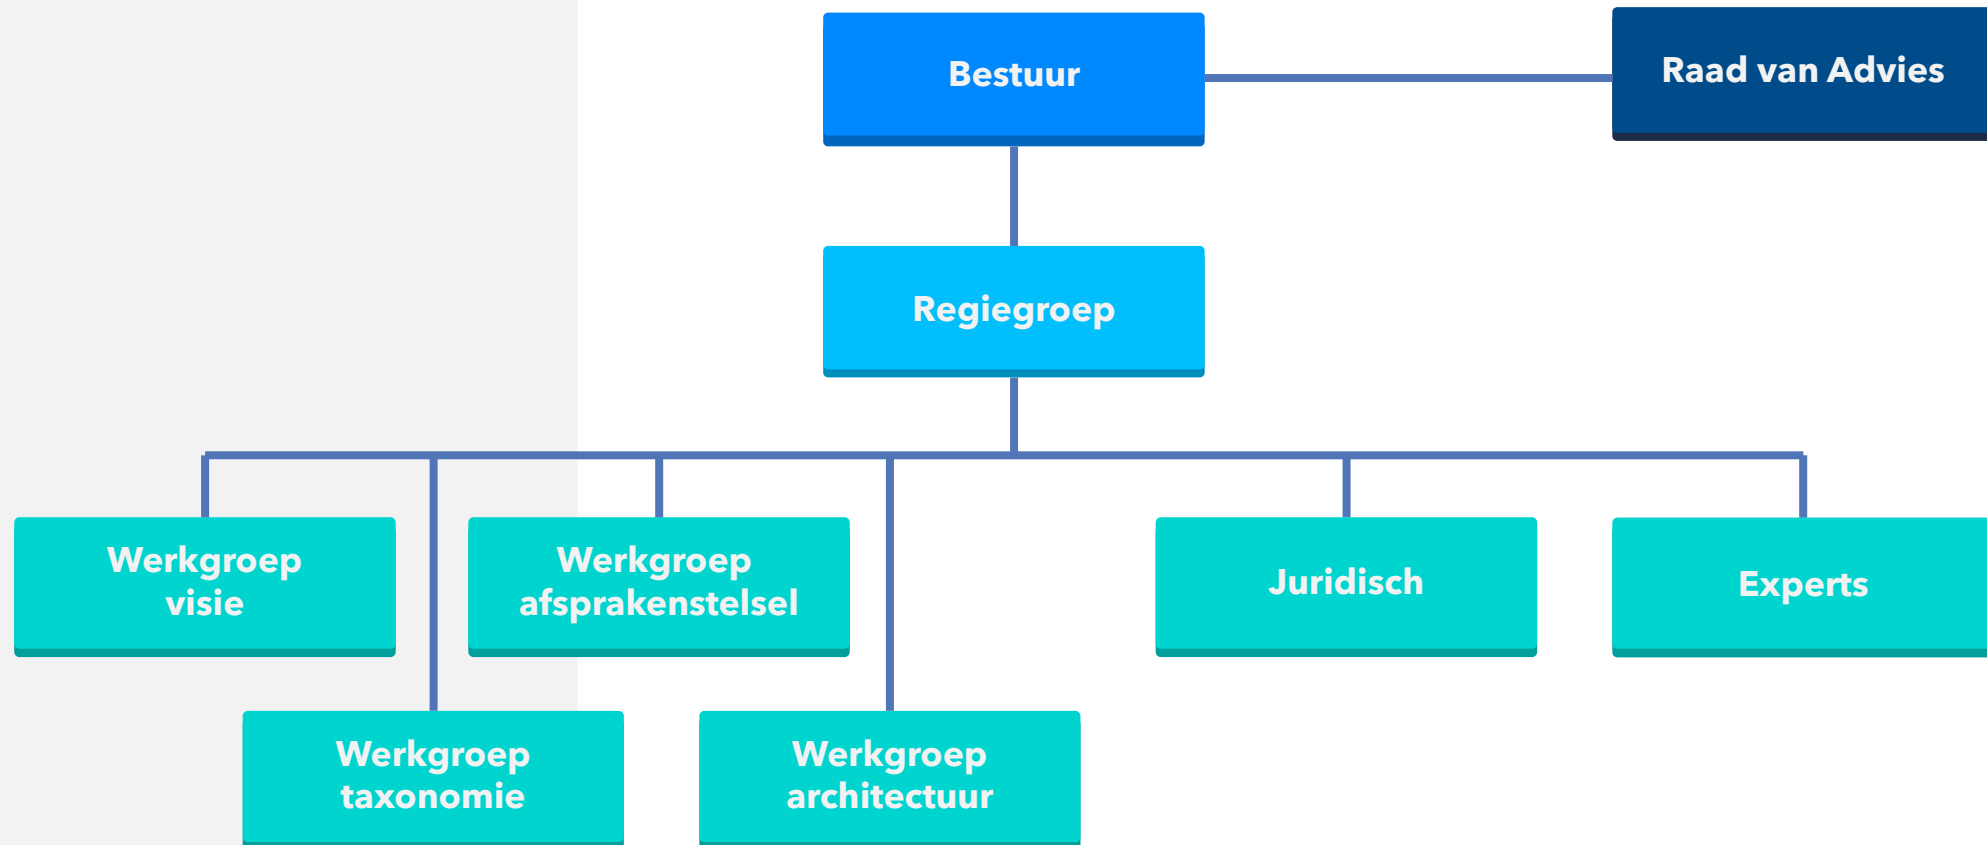 Bestuur
Raad van Advies
Regiegroep
Werkgroep
visie
Werkgroep
afsprakenstelsel
Juridisch
Experts
Werkgroep
taxonomie
Werkgroep
architectuur